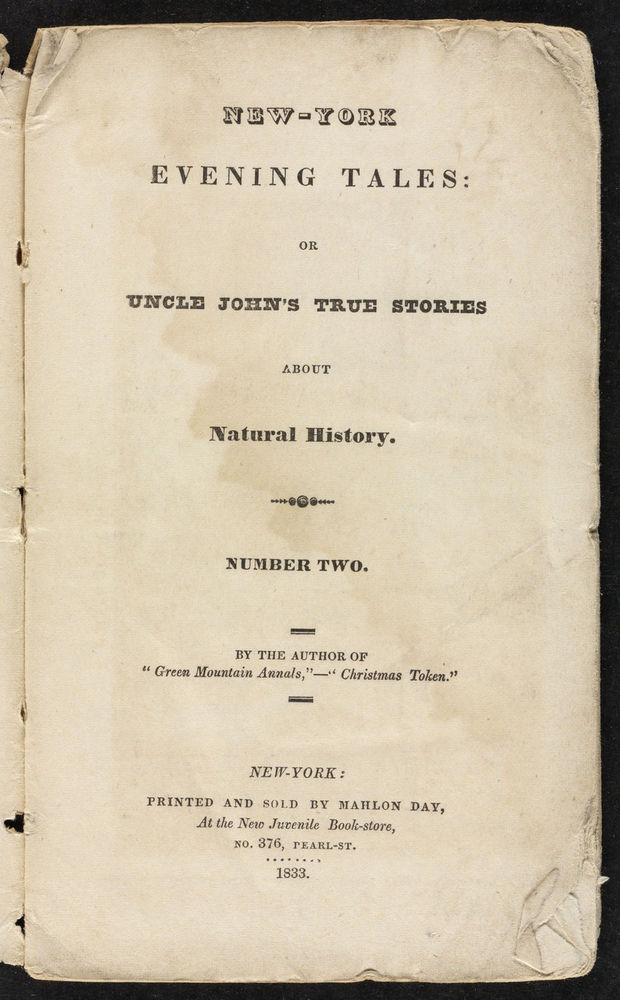 NEW-YORK
EVENING TALES:
OR
UNCLE JOHN'S TRUE STORIES
ABOUT
Natural History.
NUMBER TWO.
BY THE AUTHOR OF
"Green Mountain Annals,"—"Christmas Token."
NEW-YORK:
PRINTED AND SOLD BY MAHLON DAY,
At the New Juvenile Book-store,
NO. 376, PEARL-ST.
........
1833.